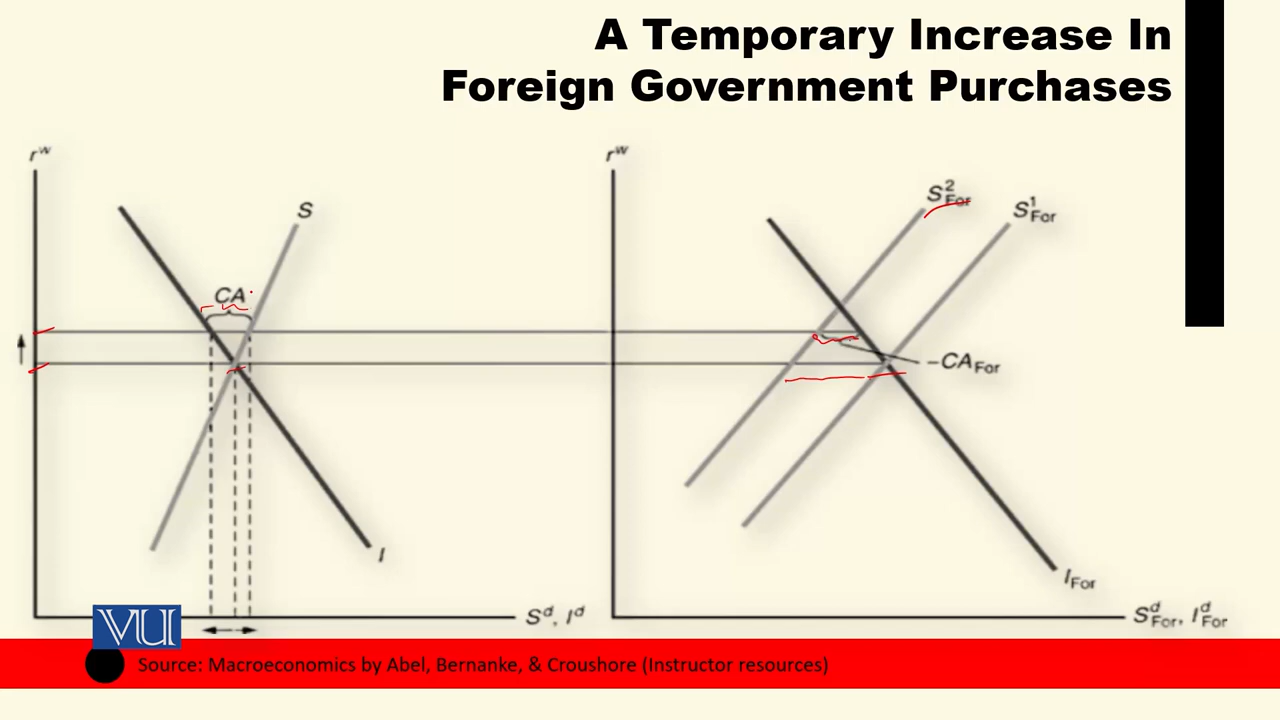 A Temporary Increase In
Foreign Government Purchases
r^w
S
CA
I
S^d, I^d
r^w
S^2_For
S^1_For
–CA_For
I_For
S^d_For, I^d_For
VU
Source: Macroeconomics by Abel, Bernanke, & Croushore (Instructor resources)